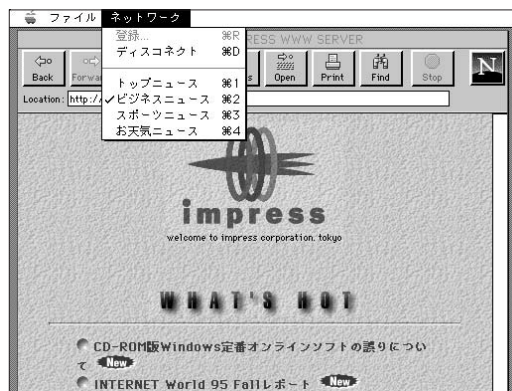 ファイル ネットワーク
登録... ⌘R
ディスコネクト ⌘D
トップニュース ⌘1
✓ビジネスニュース ⌘2
スポーツニュース ⌘3
お天気ニュース ⌘4
PRESS WWW SERVER
Back Forwa s Open Print Find Stop N
Location: http:/
impress
welcome to impress corporation. tokyo
WHAT'S HOT
CD-ROM版Windows定番オンラインソフトの誤りについ
て New
INTERNET World 95 Fallレポート New